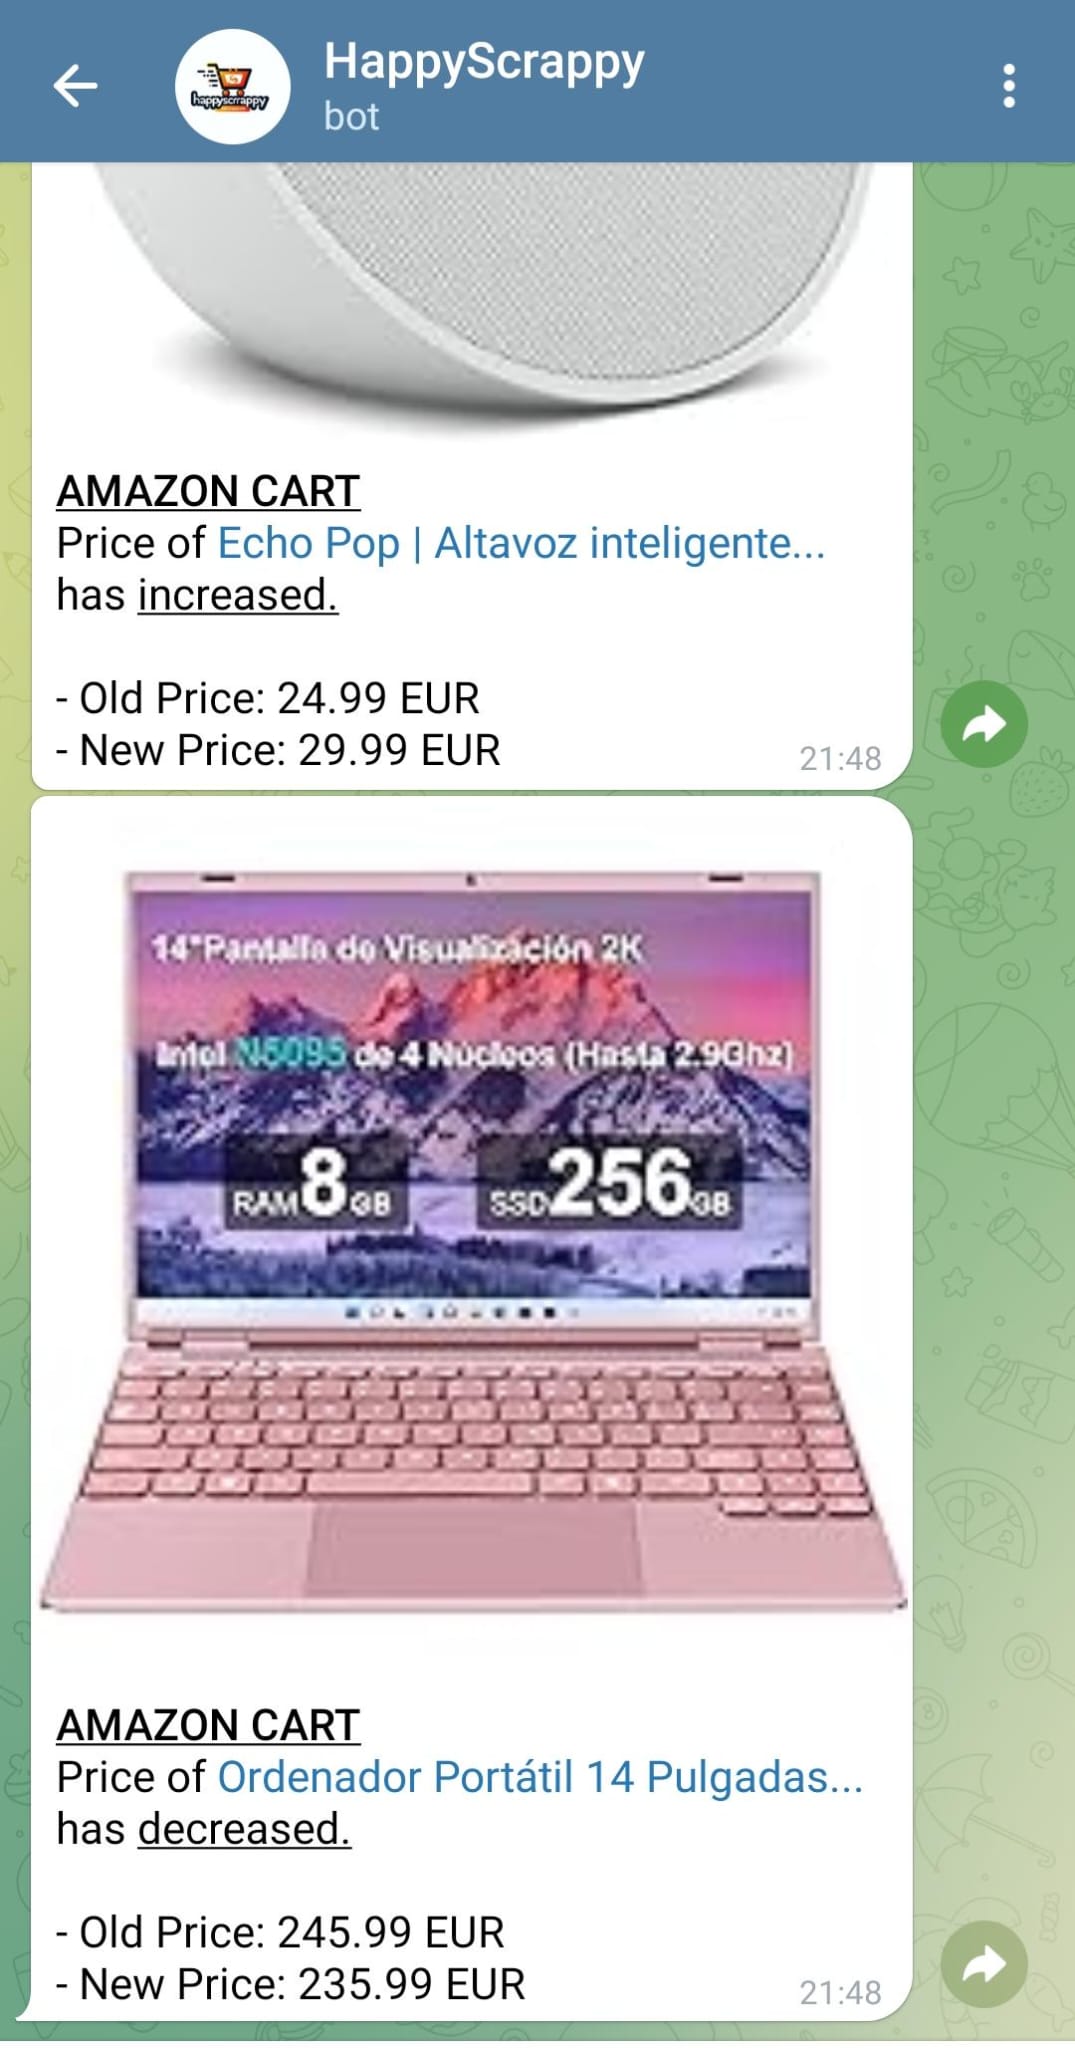 HappyScrappy
bot
happyscrappy
AMAZON CART
Price of Echo Pop | Altavoz inteligente...
has increased.
- Old Price: 24.99 EUR
- New Price: 29.99 EUR
21:48
14"Pantalla de Visualización 2K
Intel N5095 de 4 Núcleos (Hasta 2.9Ghz)
RAM 8 GB SSD 256 GB
AMAZON CART
Price of Ordenador Portátil 14 Pulgadas...
has decreased.
- Old Price: 245.99 EUR
- New Price: 235.99 EUR
21:48